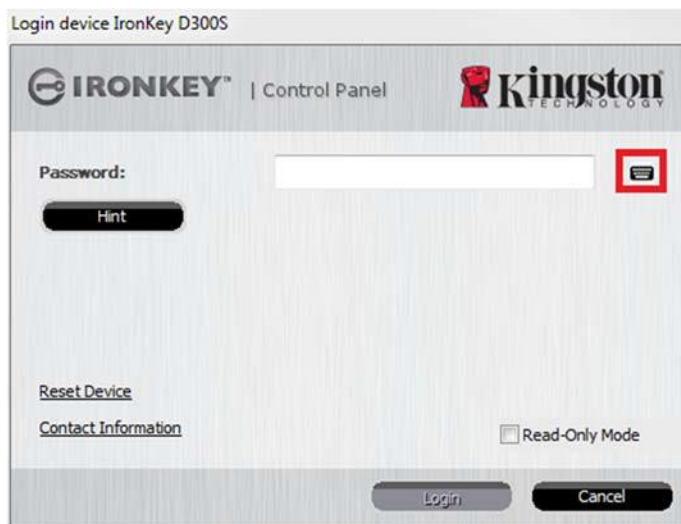 Login device IronKey D300S
IRONKEY™ | Control Panel
Kingston
TECHNOLOGY
Password:
Hint
Reset Device
Contact Information
Read-Only Mode
Login
Cancel